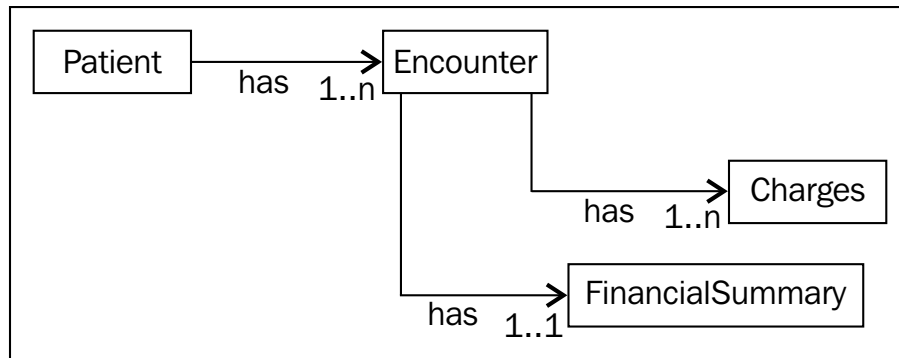 Patient
has
1..n
Encounter
has
1..n
Charges
has
1..1
FinancialSummary